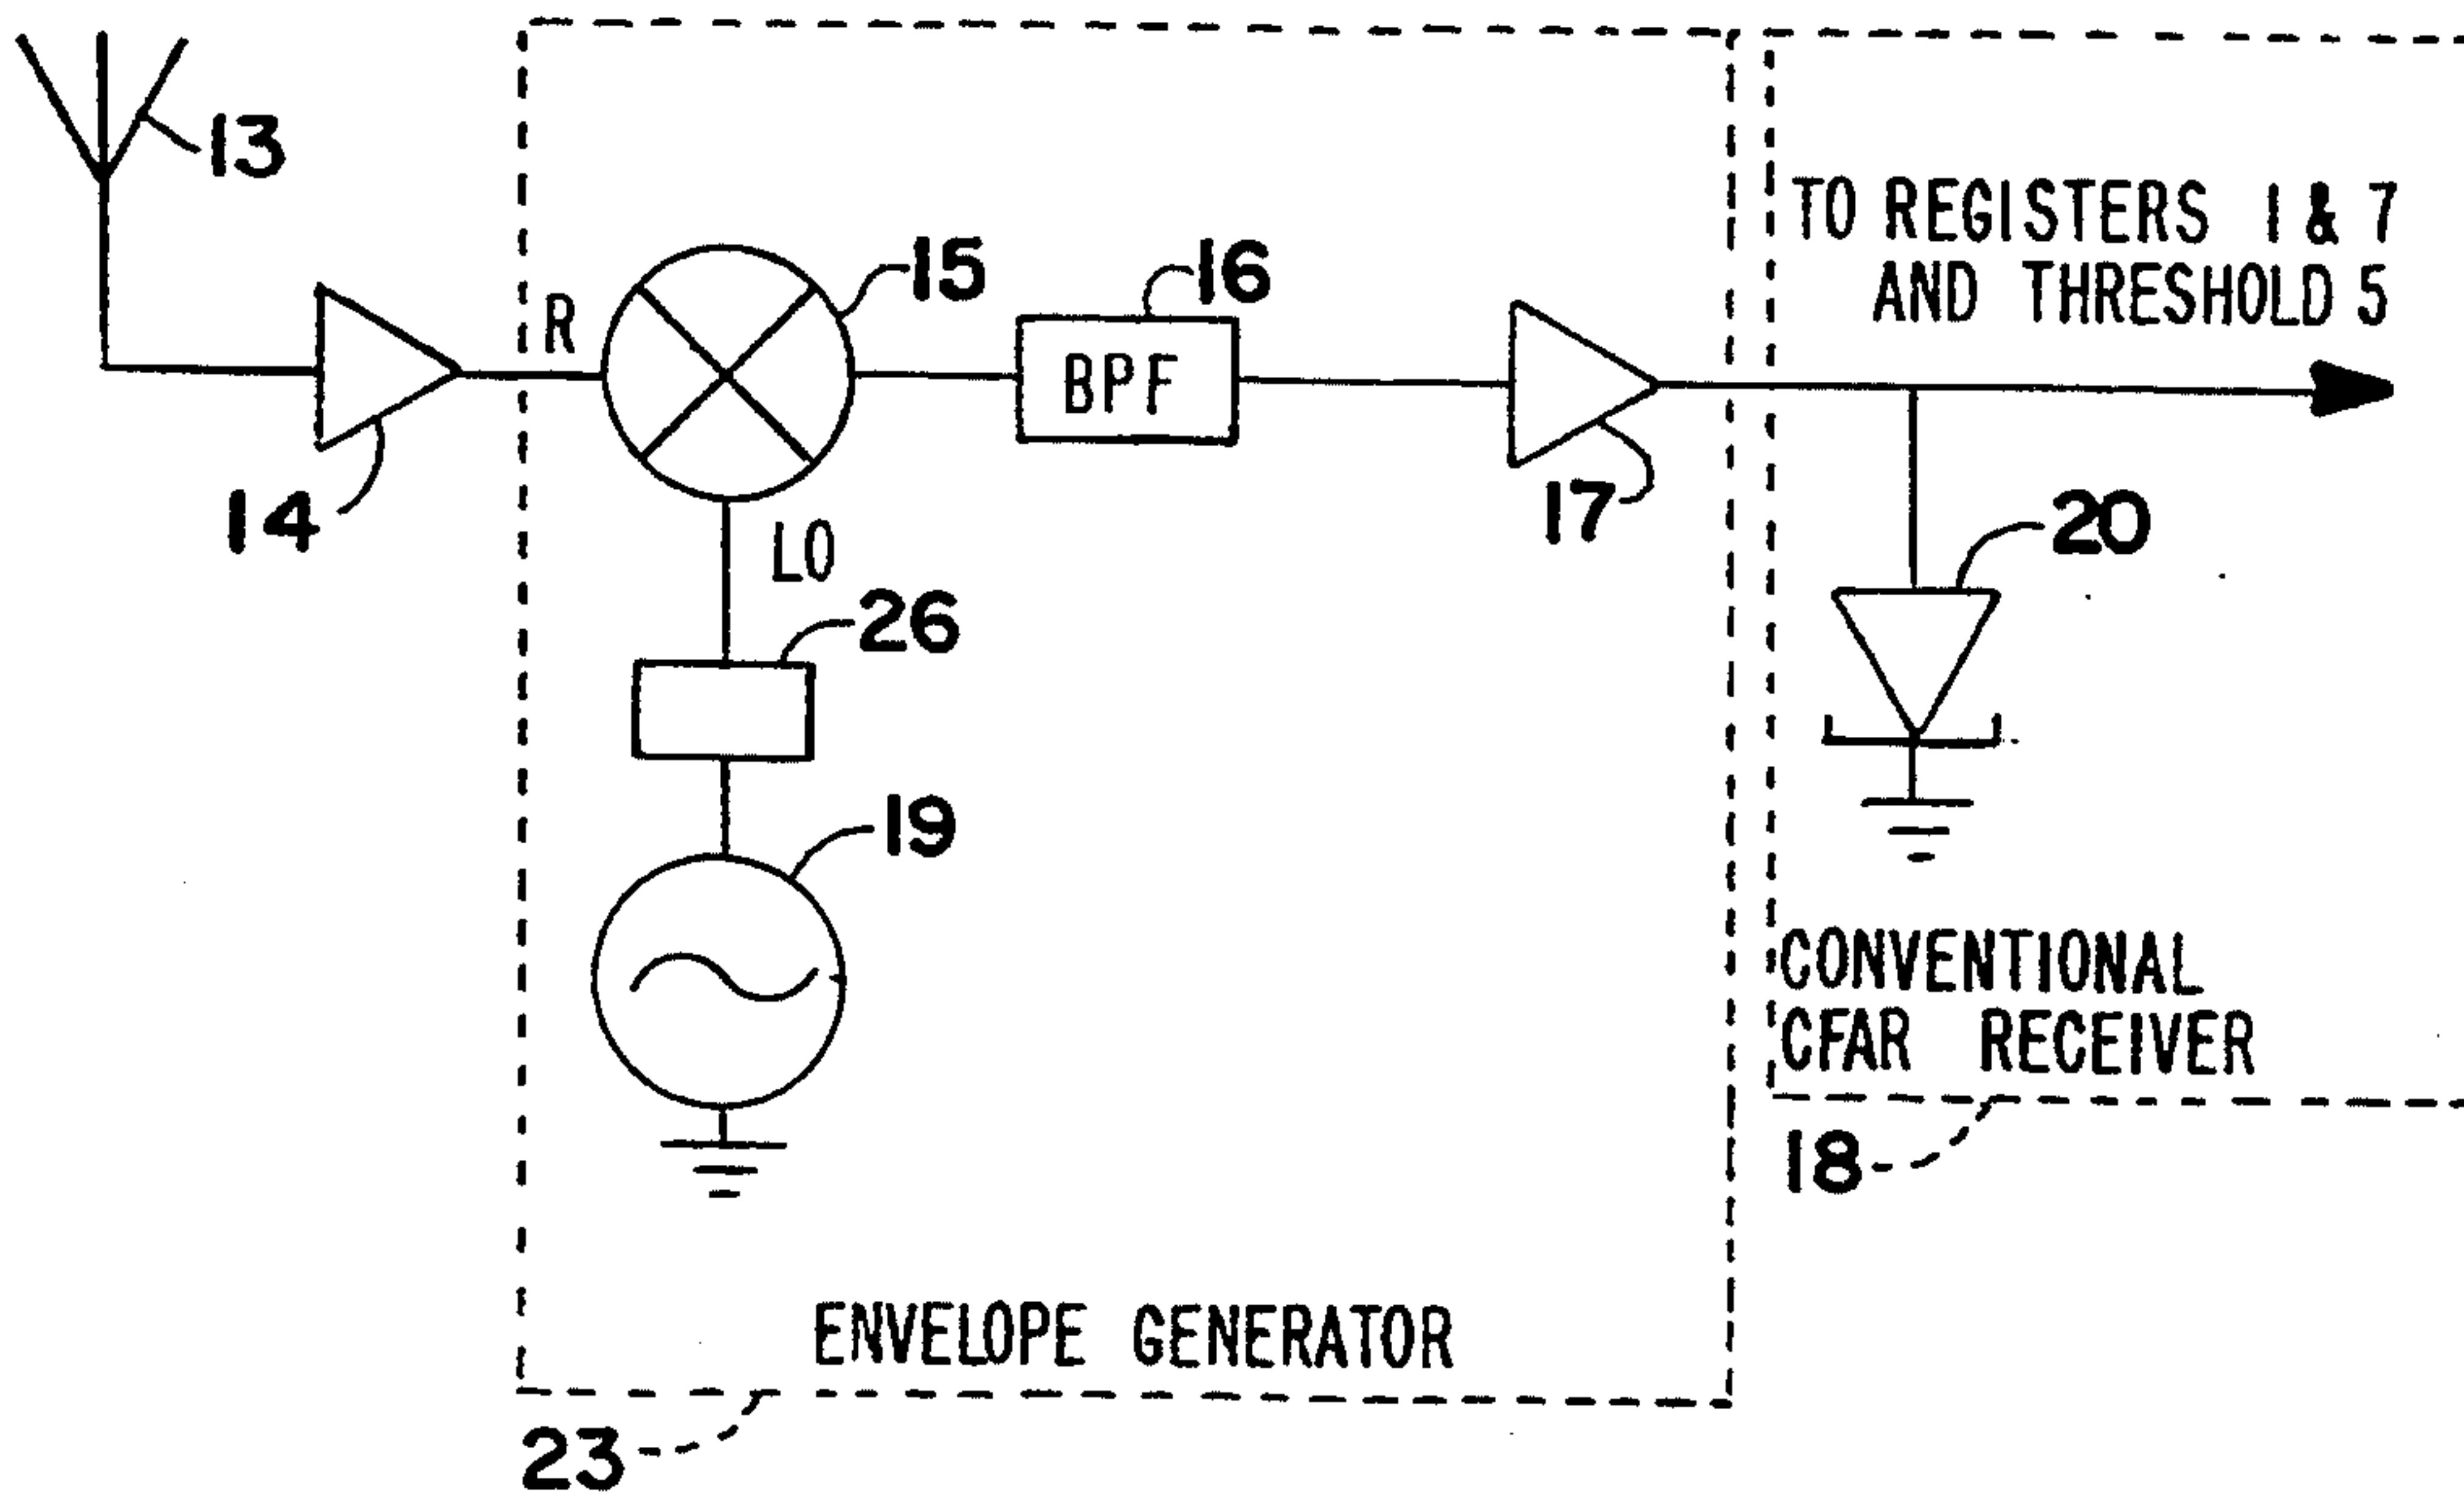 13
14
R
15
16
BPF
17
TO REGISTERS 1 & 7
AND THRESHOLD 5
LO
26
19
20
CONVENTIONAL
CFAR RECEIVER
18
ENVELOPE GENERATOR
23